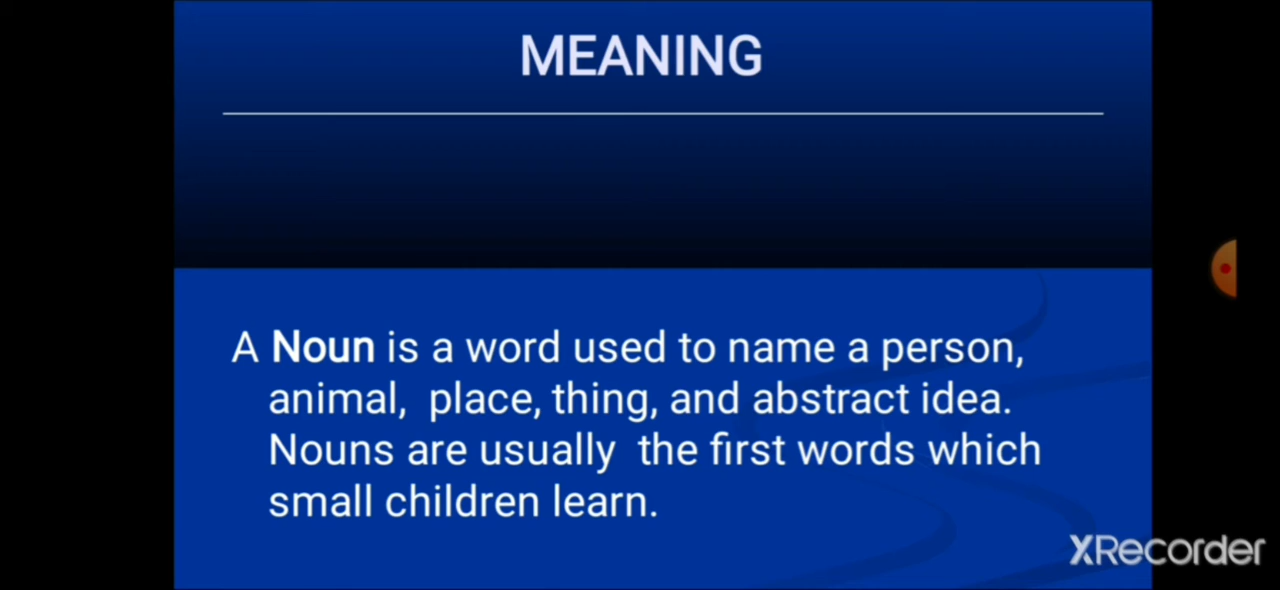 MEANING
A Noun is a word used to name a person,
animal, place, thing, and abstract idea.
Nouns are usually the first words which
small children learn.
XRecorder